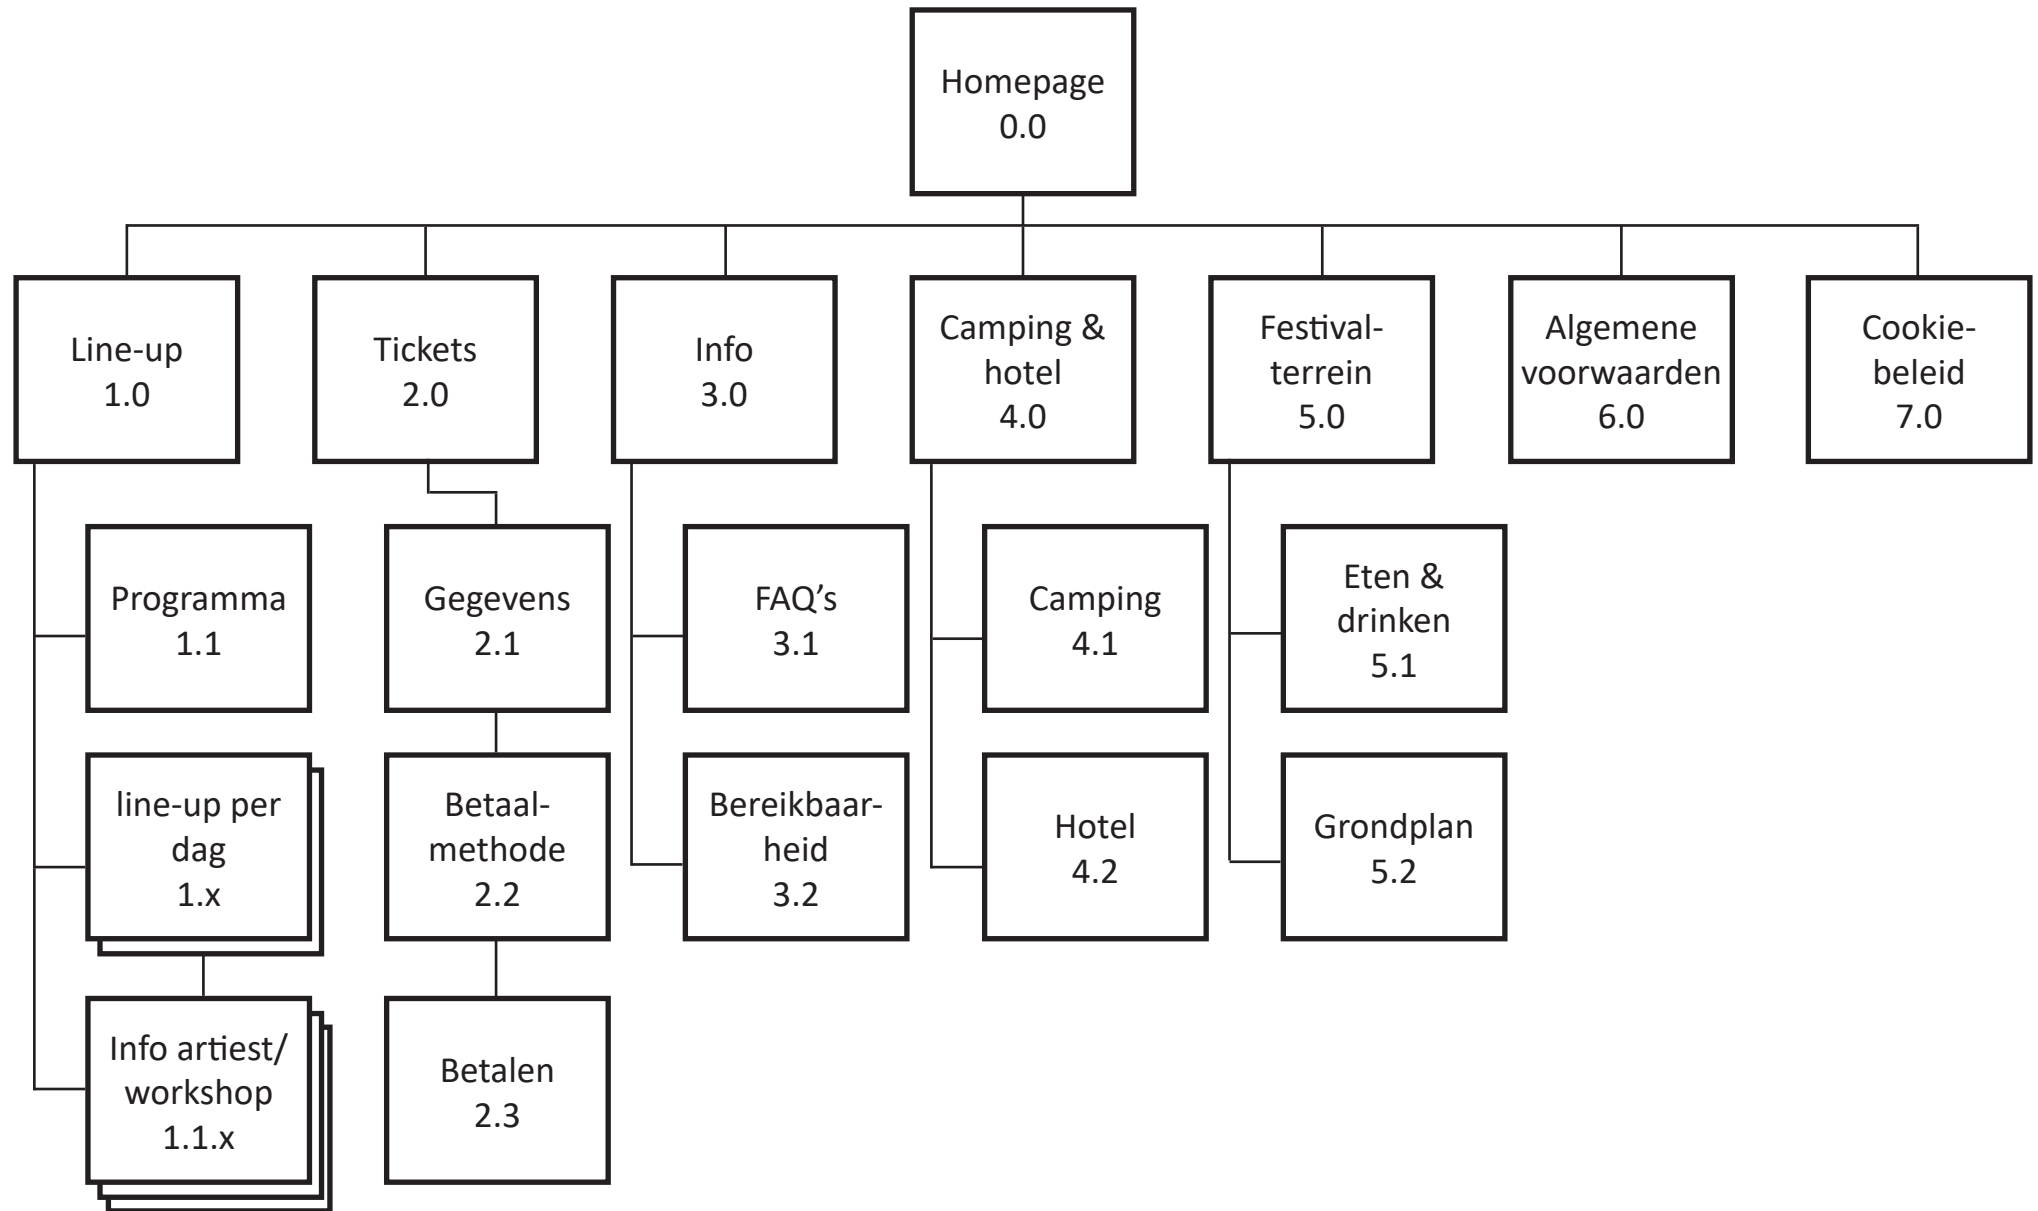 Homepage
0.0
Line-up
1.0
Tickets
2.0
Info
3.0
Camping &
hotel
4.0
Festival-
terrein
5.0
Algemene
voorwaarden
6.0
Cookie-
beleid
7.0
Programma
1.1
Gegevens
2.1
FAQ’s
3.1
Camping
4.1
Eten &
drinken
5.1
line-up per
dag
1.x
Betaal-
methode
2.2
Bereikbaar-
heid
3.2
Hotel
4.2
Grondplan
5.2
Info artiest/
workshop
1.1.x
Betalen
2.3